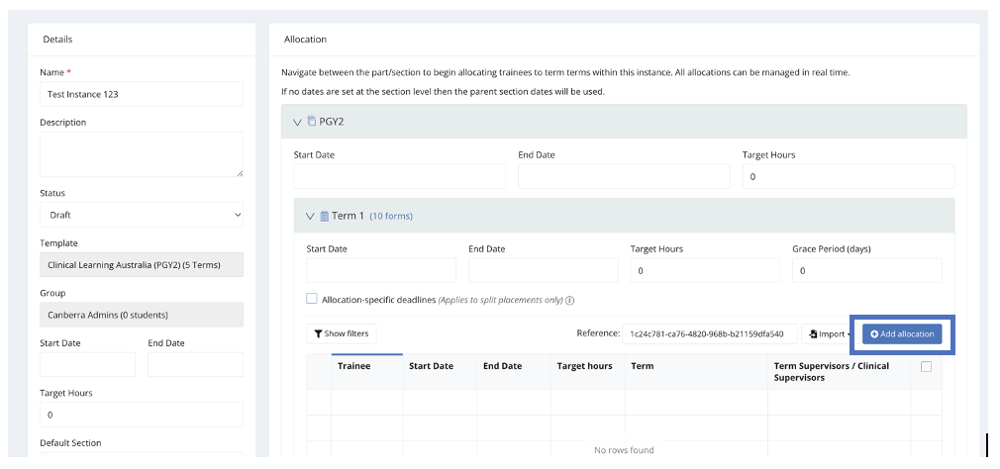 Details
Name *
Test Instance 123
Description
Status
Draft
Template
Clinical Learning Australia (PGY2) (5 Terms)
Group
Canberra Admins (0 students)
Start Date End Date
Target Hours
0
Default Section
Allocation
Navigate between the part/section to begin allocating trainees to term terms within this instance. All allocations can be managed in real time.
If no dates are set at the section level then the parent section dates will be used.
PGY2
Start Date End Date Target Hours
0
Term 1 (10 forms)
Start Date End Date Target Hours Grace Period (days)
0 0
Allocation-specific deadlines (Applies to split placements only)
Show filters Reference: 1c24c781-ca76-4820-968b-b21159dfa540 Import Add allocation
Trainee Start Date End Date Target hours Term Term Supervisors / Clinical
Supervisors
No rows found